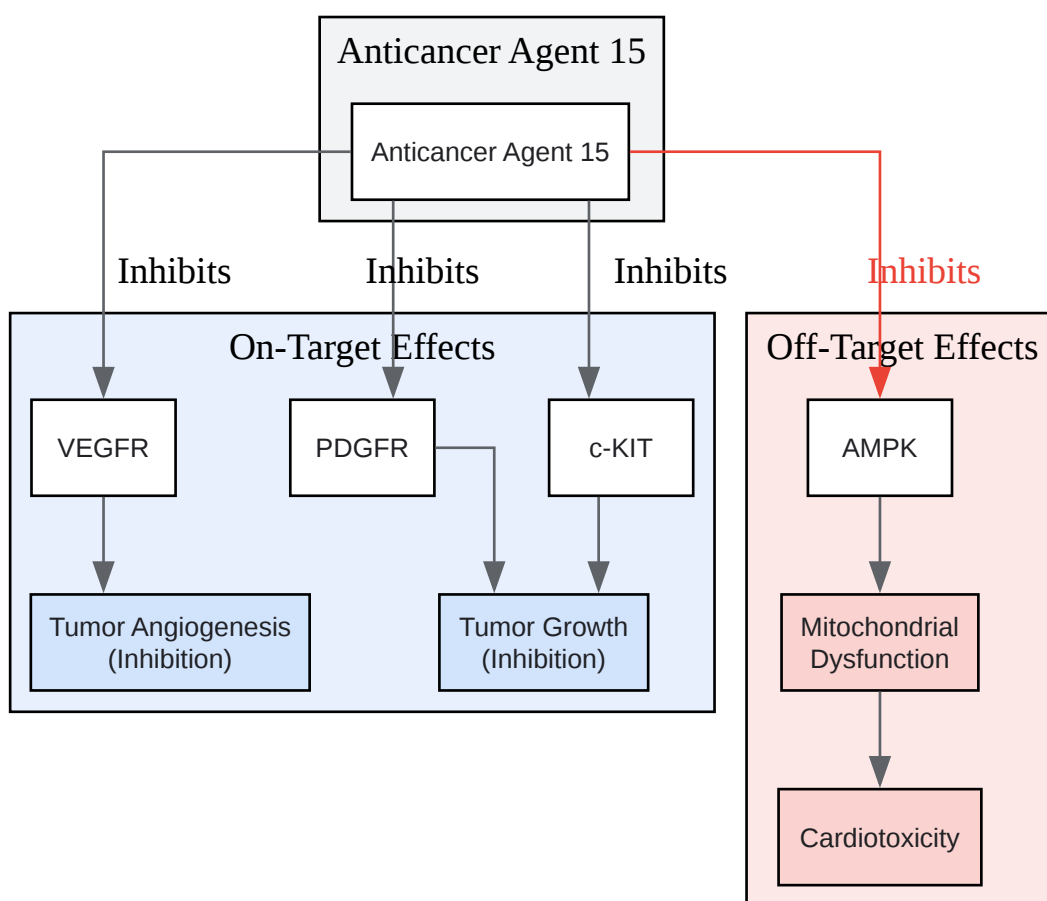 Anticancer Agent 15
Anticancer Agent 15
Inhibits
Inhibits
Inhibits
Inhibits
On-Target Effects
Off-Target Effects
VEGFR
PDGFR
c-KIT
AMPK
Tumor Angiogenesis
(Inhibition)
Tumor Growth
(Inhibition)
Mitochondrial
Dysfunction
Cardiotoxicity